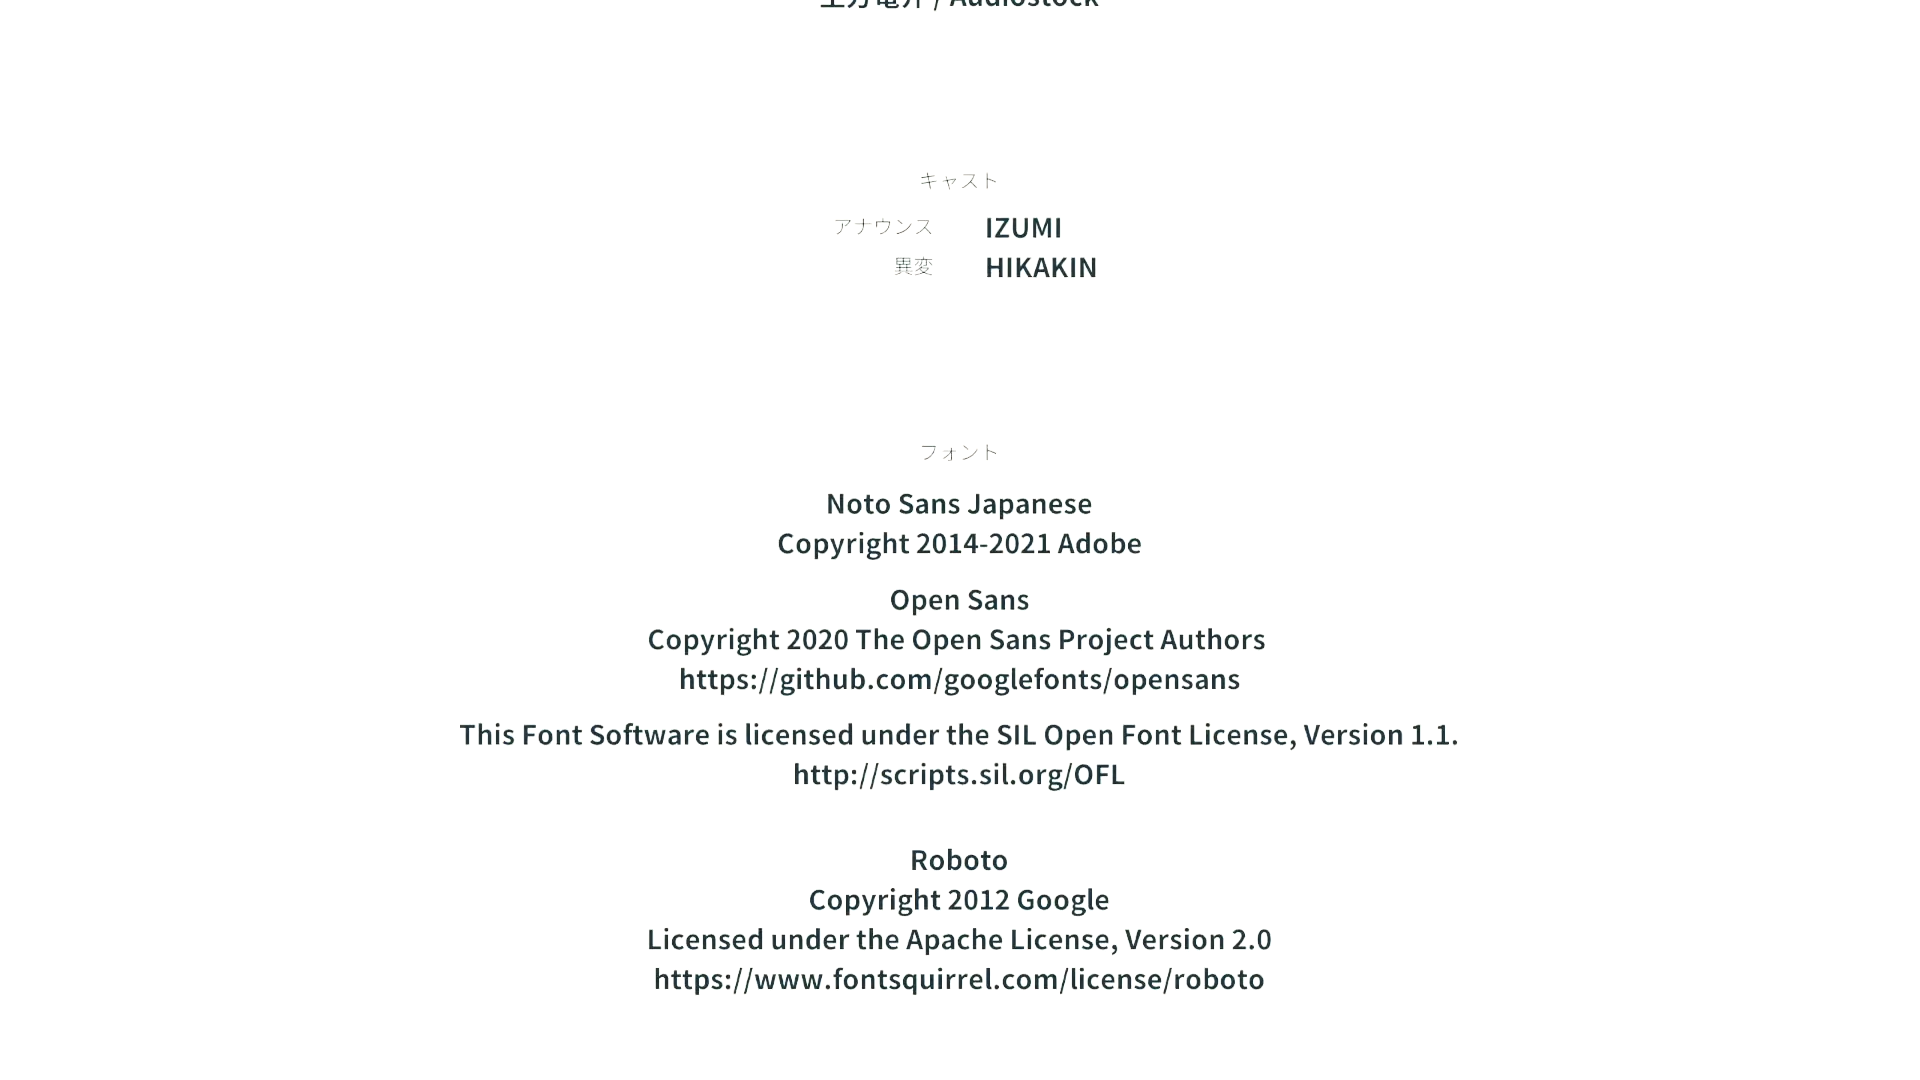 / Audiostock
キャスト
アナウンス IZUMI
異変 HIKAKIN
フォント
Noto Sans Japanese
Copyright 2014-2021 Adobe
Open Sans
Copyright 2020 The Open Sans Project Authors
https://github.com/googlefonts/opensans
This Font Software is licensed under the SIL Open Font License, Version 1.1.
http://scripts.sil.org/OFL
Roboto
Copyright 2012 Google
Licensed under the Apache License, Version 2.0
https://www.fontsquirrel.com/license/roboto